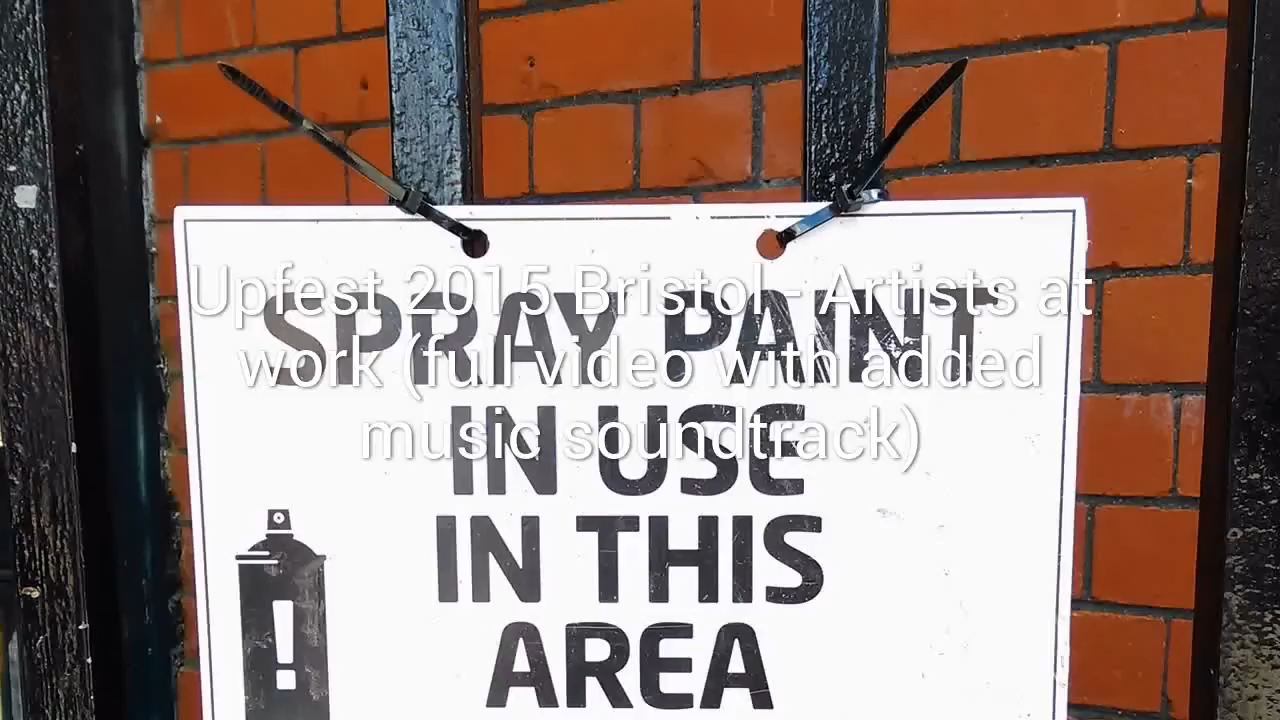 Upfest 2015 Bristol - Artists at
work (full video with added
music soundtrack)
SPRAY PAINT
IN USE
IN THIS
AREA
!